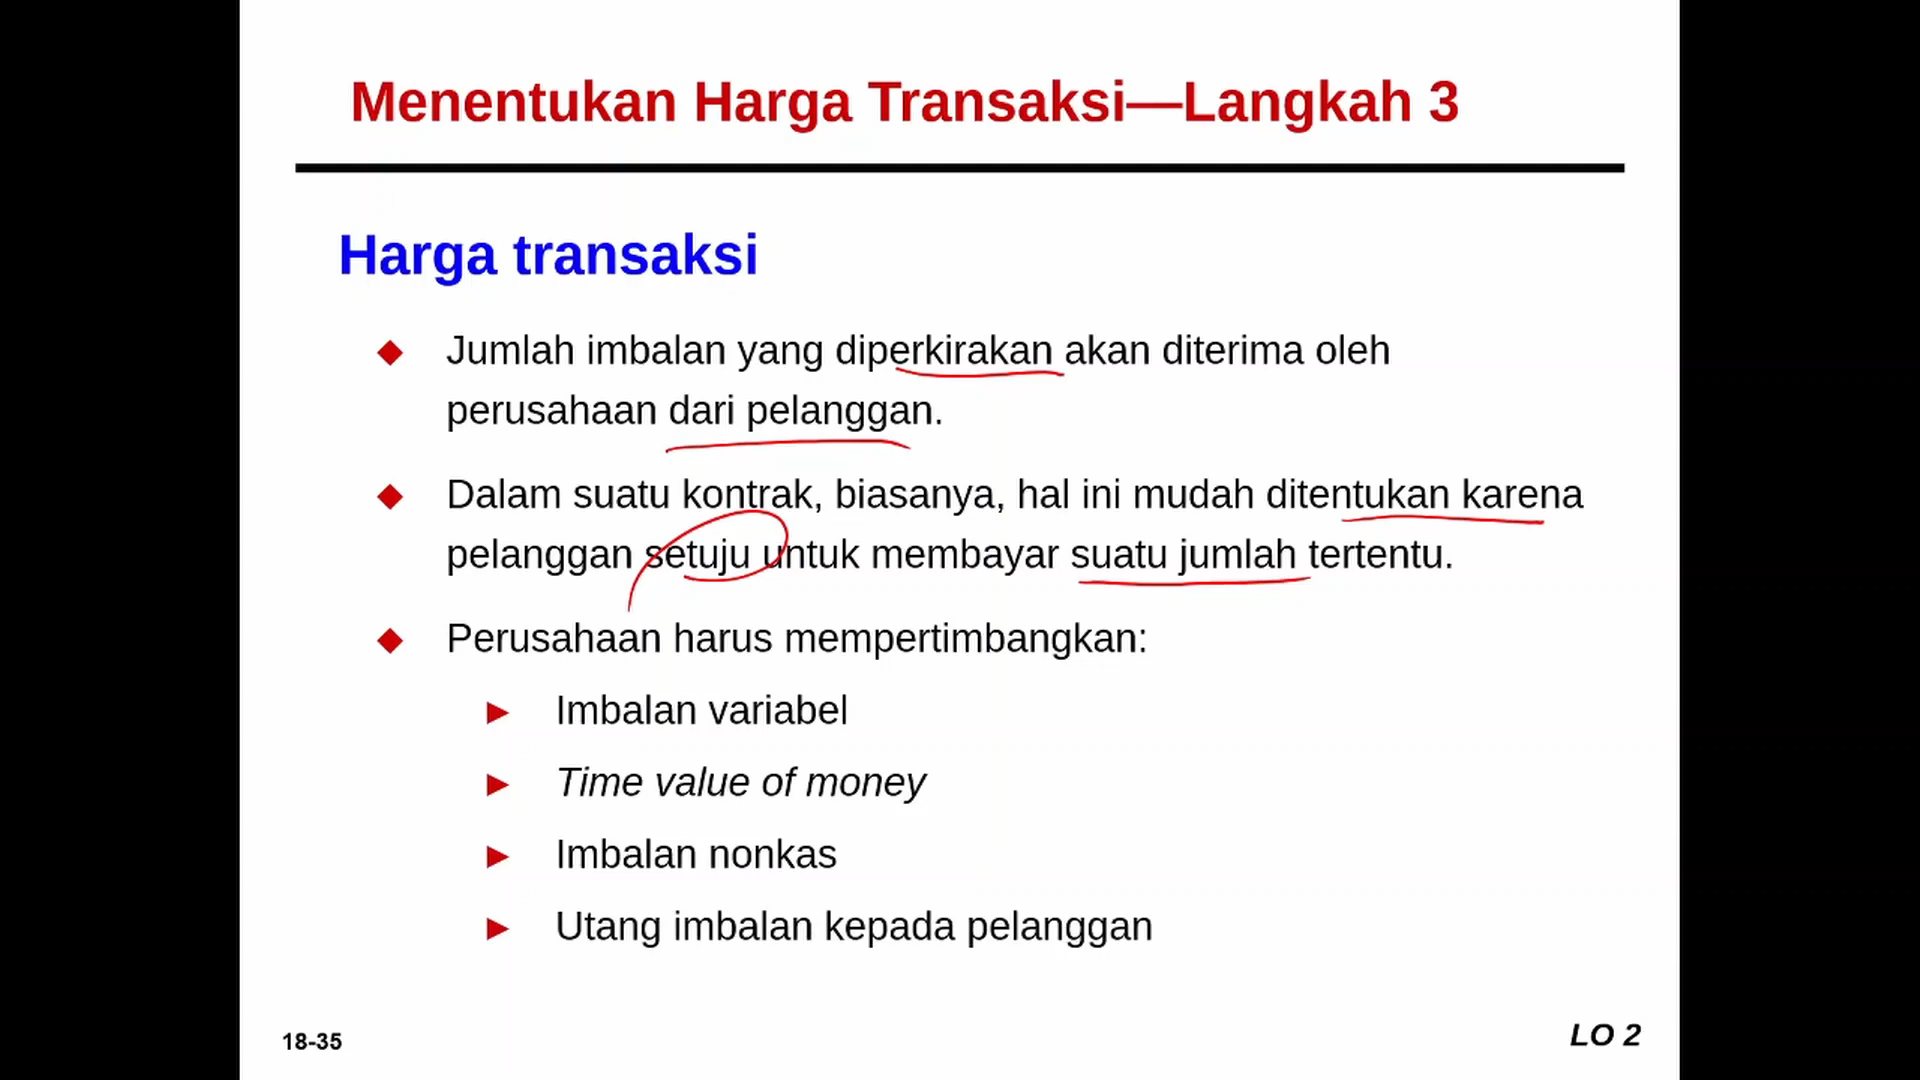 Menentukan Harga Transaksi—Langkah 3
Harga transaksi
Jumlah imbalan yang diperkirakan akan diterima oleh
perusahaan dari pelanggan.
Dalam suatu kontrak, biasanya, hal ini mudah ditentukan karena
pelanggan setuju untuk membayar suatu jumlah tertentu.
Perusahaan harus mempertimbangkan:
Imbalan variabel
Time value of money
Imbalan nonkas
Utang imbalan kepada pelanggan
18-35
LO 2